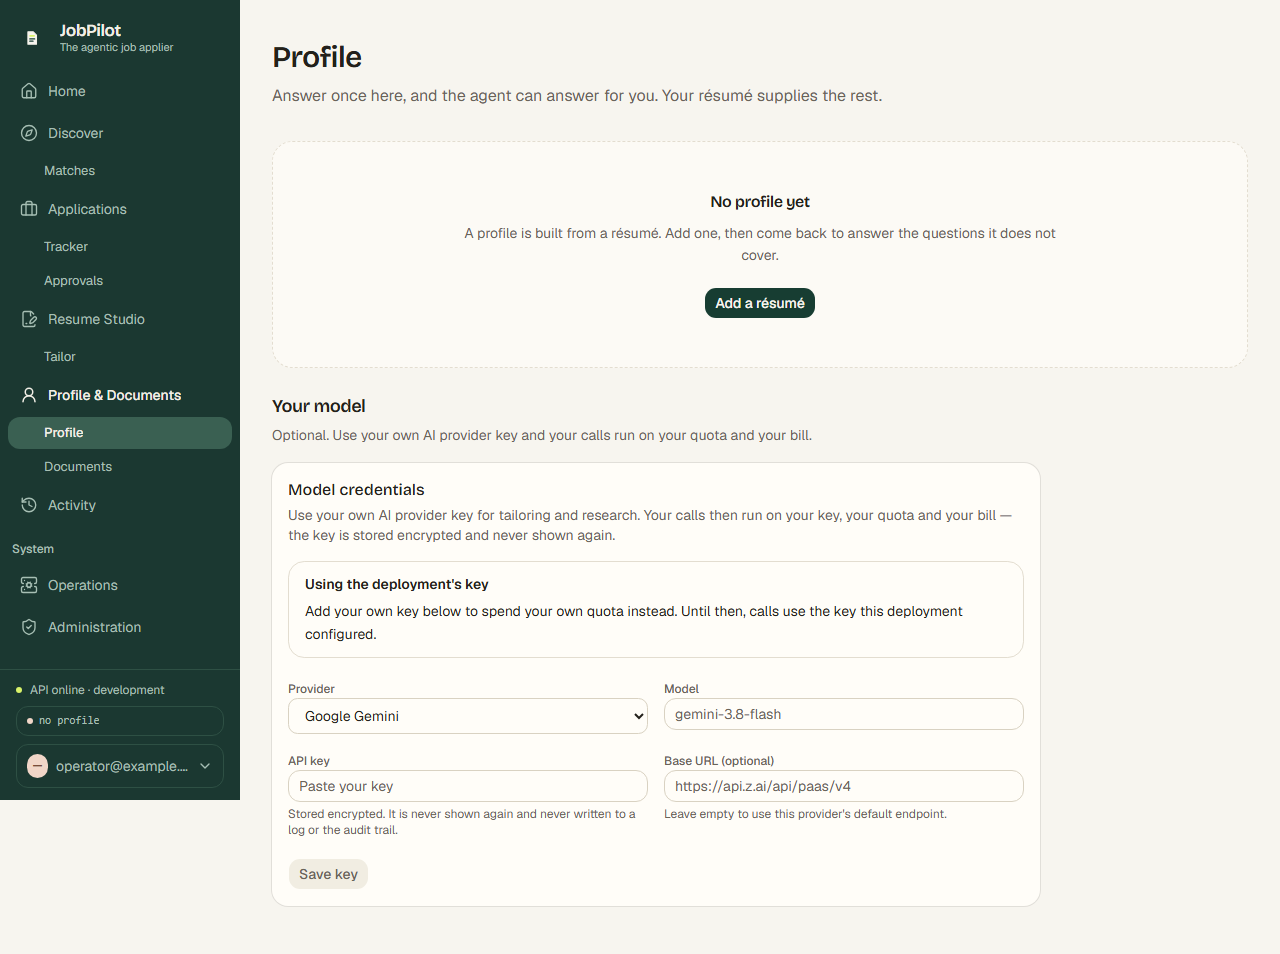 JobPilot
The agentic job applier
Home
Discover
Matches
Applications
Tracker
Approvals
Resume Studio
Tailor
Profile & Documents
Profile
Documents
Activity
System
Operations
Administration
API online · development
no profile
operator@example....
Profile
Answer once here, and the agent can answer for you. Your résumé supplies the rest.
No profile yet
A profile is built from a résumé. Add one, then come back to answer the questions it does not
cover.
Add a résumé
Your model
Optional. Use your own AI provider key and your calls run on your quota and your bill.
Model credentials
Use your own AI provider key for tailoring and research. Your calls then run on your key, your quota and your bill —
the key is stored encrypted and never shown again.
Using the deployment's key
Add your own key below to spend your own quota instead. Until then, calls use the key this deployment
configured.
Provider
Google Gemini
Model
gemini-3.8-flash
API key
Paste your key
Stored encrypted. It is never shown again and never written to a
log or the audit trail.
Base URL (optional)
https://api.z.ai/api/paas/v4
Leave empty to use this provider's default endpoint.
Save key